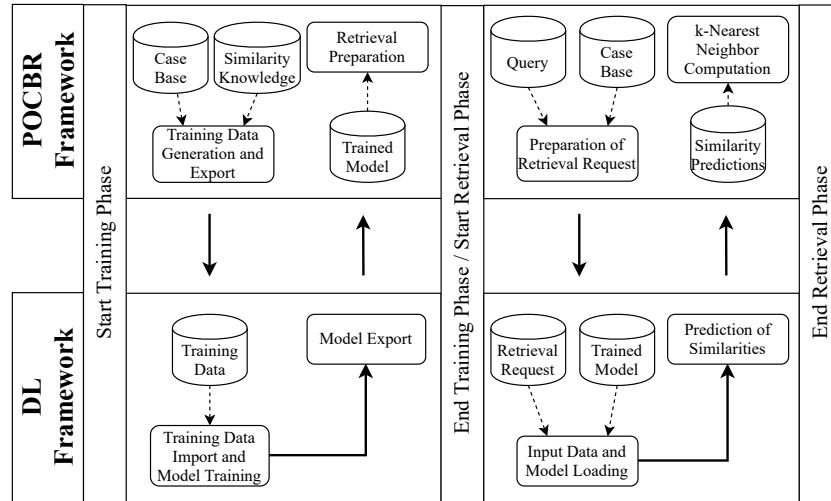 POCBR
Framework
Start Training Phase
Case
Base
Similarity
Knowledge
Retrieval
Preparation
Training Data
Generation and
Export
Trained
Model
End Training Phase / Start Retrieval Phase
Query
Case
Base
k-Nearest
Neighbor
Computation
Preparation of
Retrieval Request
Similarity
Predictions
End Retrieval Phase
DL
Framework
Training
Data
Model Export
Training Data
Import and
Model Training
Retrieval
Request
Trained
Model
Prediction of
Similarities
Input Data and
Model Loading